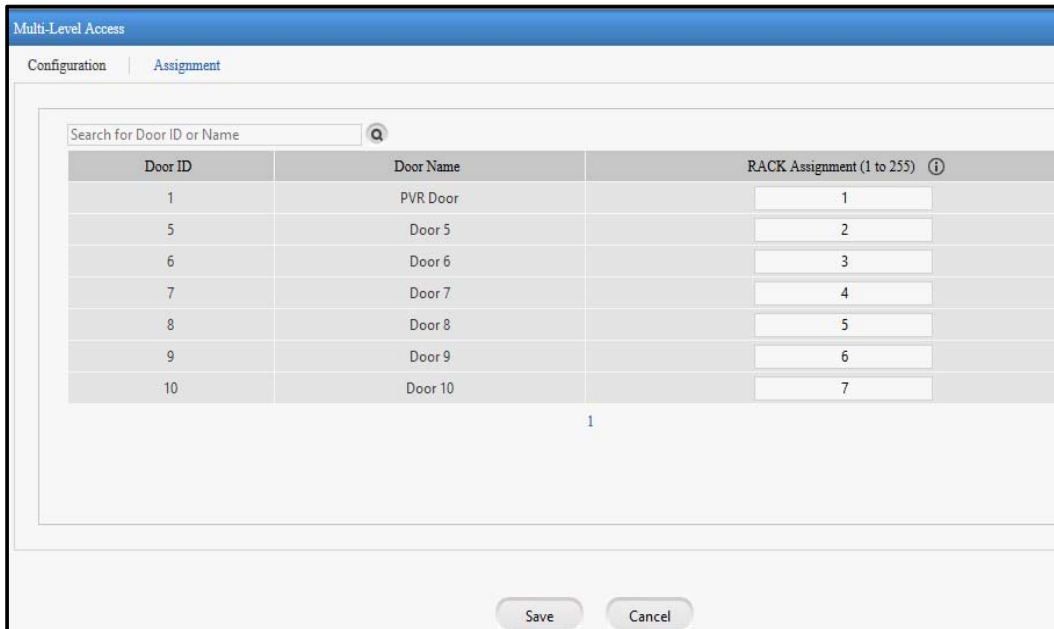 Multi-Level Access
Configuration Assignment
Search for Door ID or Name
Door ID Door Name RACK Assignment (1 to 255)
1 PVR Door 1
5 Door 5 2
6 Door 6 3
7 Door 7 4
8 Door 8 5
9 Door 9 6
10 Door 10 7
1
Save Cancel